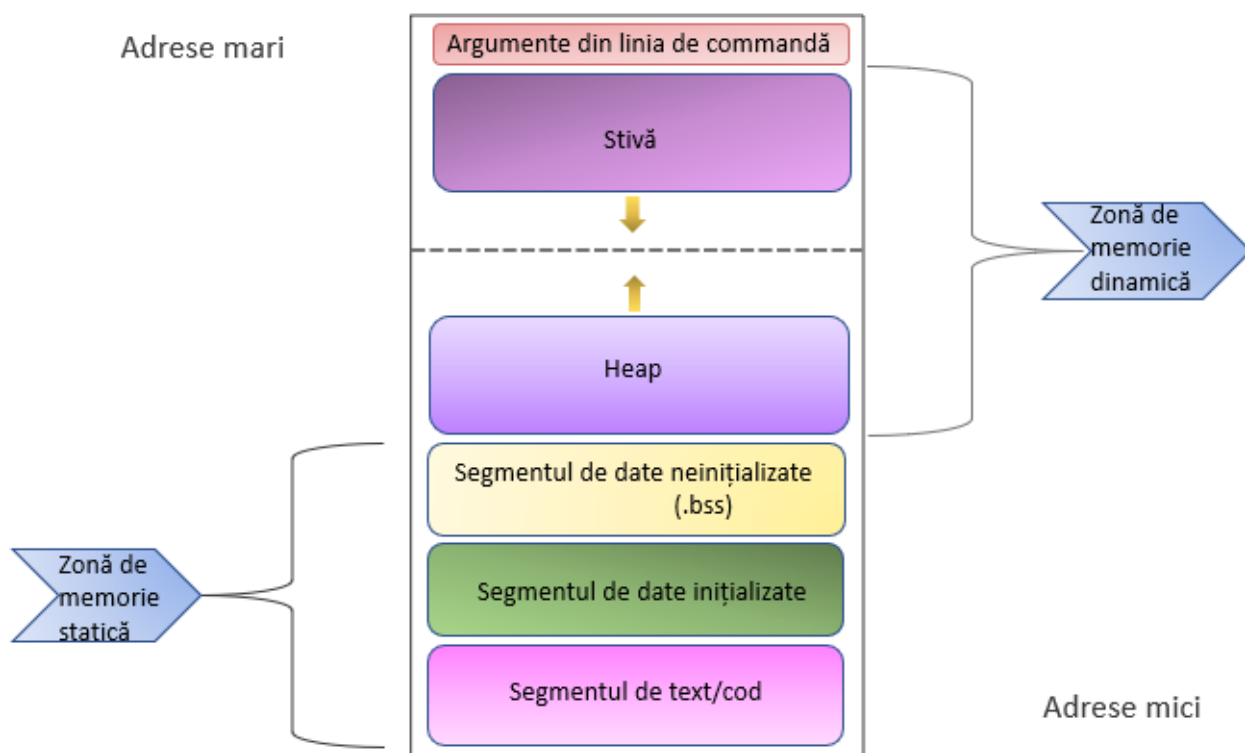 Adrese mari
Argumente din linia de commandă
Stivă
Zonă de
memorie
dinamică
Heap
Segmentul de date neinițializate
(.bss)
Zonă de
memorie
statică
Segmentul de date inițializate
Segmentul de text/cod
Adrese mici